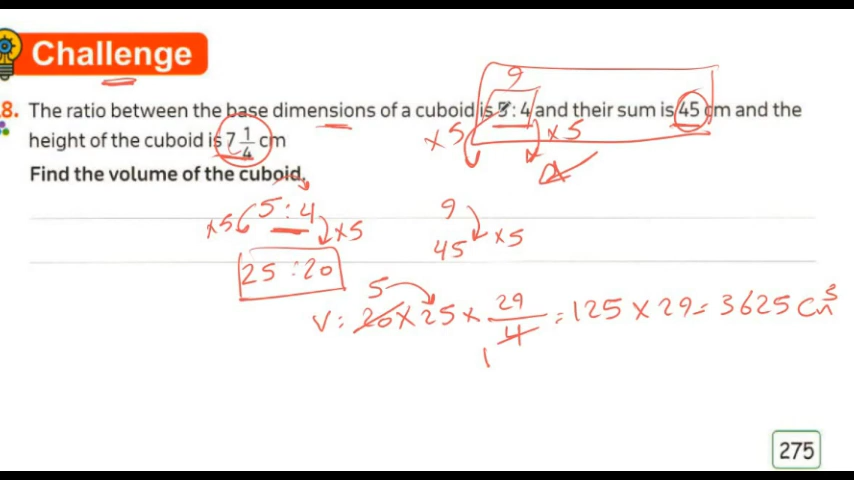 Challenge
9
8. The ratio between the base dimensions of a cuboid is 5 : 4 and their sum is 45 cm and the
×5 ×5
height of the cuboid is 7 1/4 cm
Find the volume of the cuboid.
×5 5 : 4 ×5 9
45 ×5
25 : 20
5
V = 20 × 25 × 29/4 = 125 × 29 = 3625 cm³
1
275